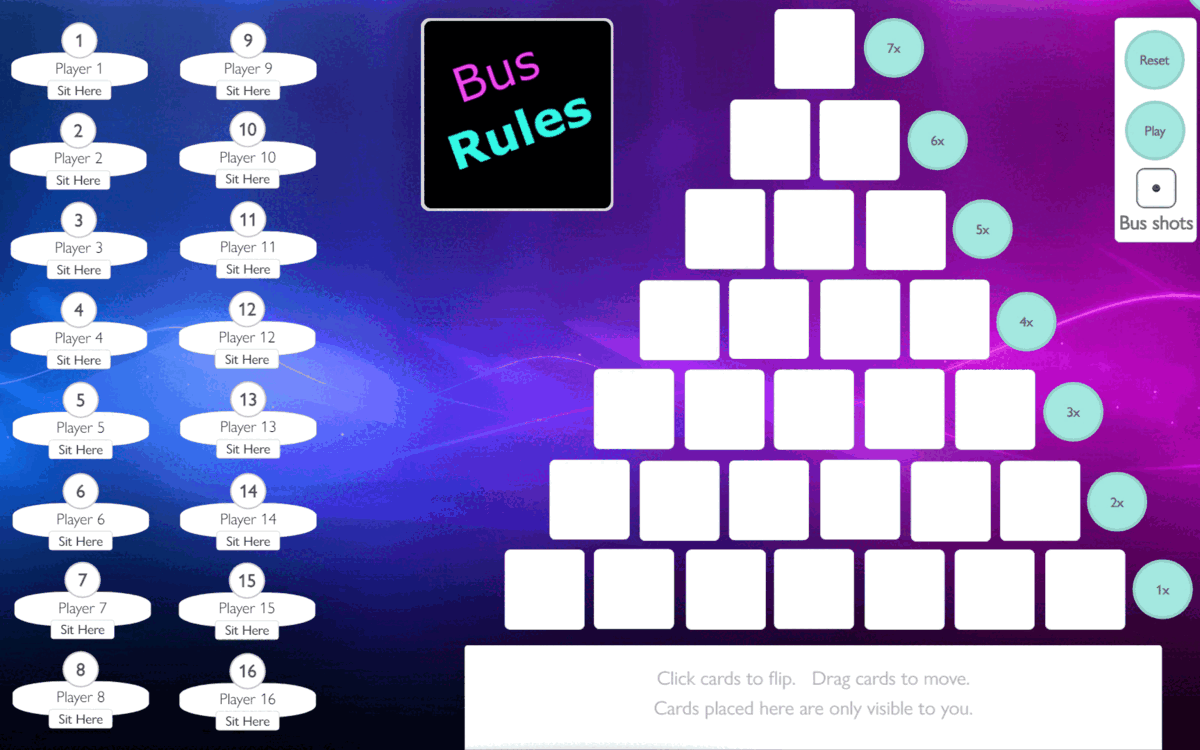 1
Player 1
Sit Here
2
Player 2
Sit Here
3
Player 3
Sit Here
4
Player 4
Sit Here
5
Player 5
Sit Here
6
Player 6
Sit Here
7
Player 7
Sit Here
8
Player 8
Sit Here
9
Player 9
Sit Here
10
Player 10
Sit Here
11
Player 11
Sit Here
12
Player 12
Sit Here
13
Player 13
Sit Here
14
Player 14
Sit Here
15
Player 15
Sit Here
16
Player 16
Sit Here
Bus
Rules
7x
6x
5x
4x
3x
2x
1x
Reset
Play
Bus shots
Click cards to flip. Drag cards to move.
Cards placed here are only visible to you.